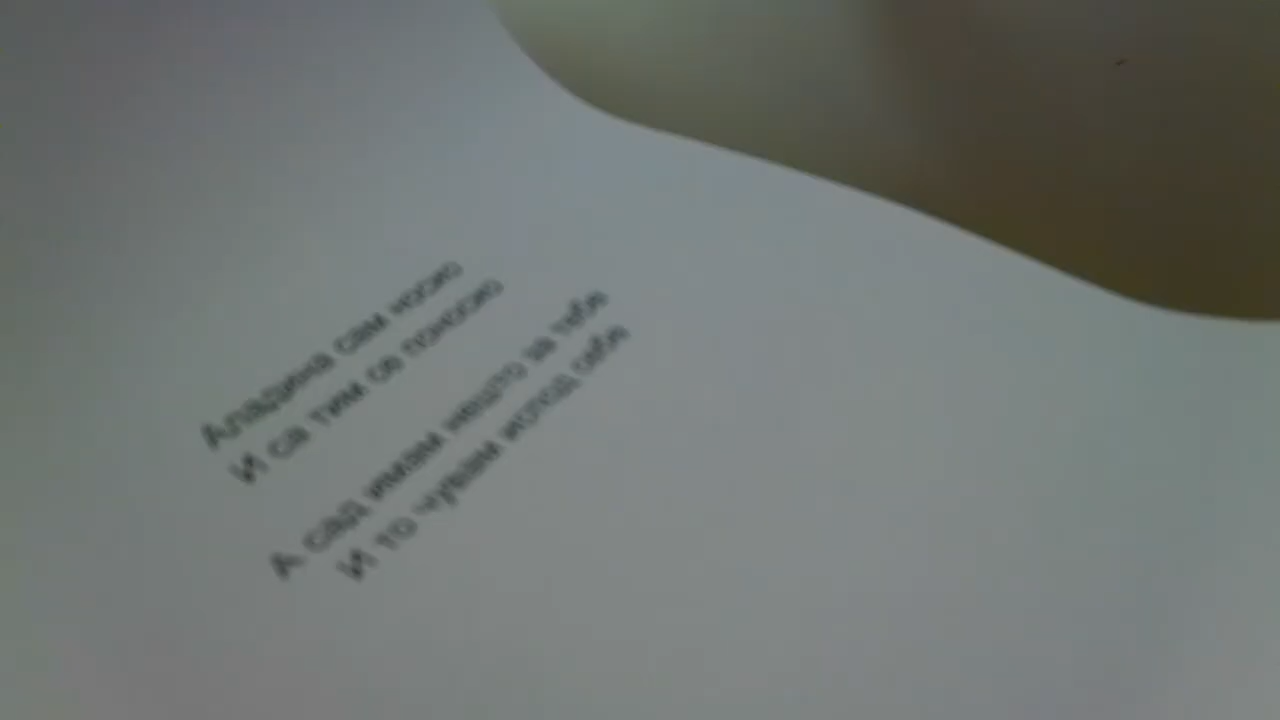 Аладина сам носио
И са тим се поносио
А сад имам нешто за тебе
И то чувам испод себе